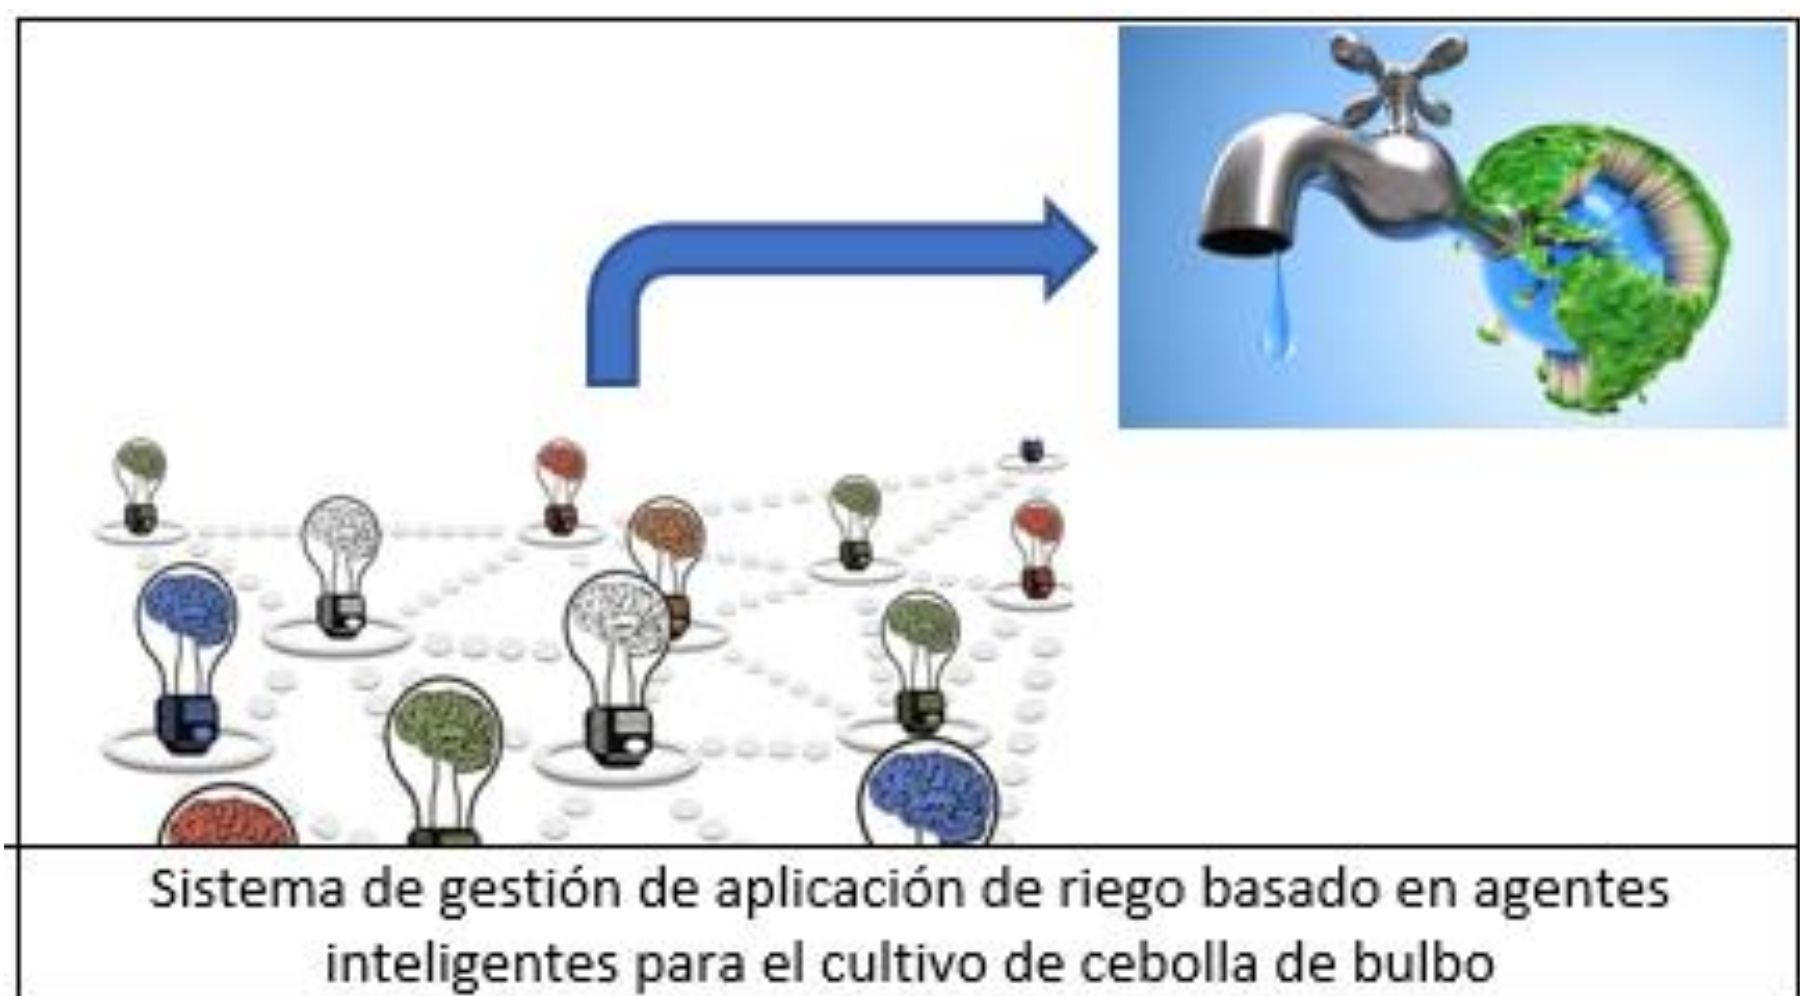 Sistema de gestión de aplicación de riego basado en agentes
inteligentes para el cultivo de cebolla de bulbo